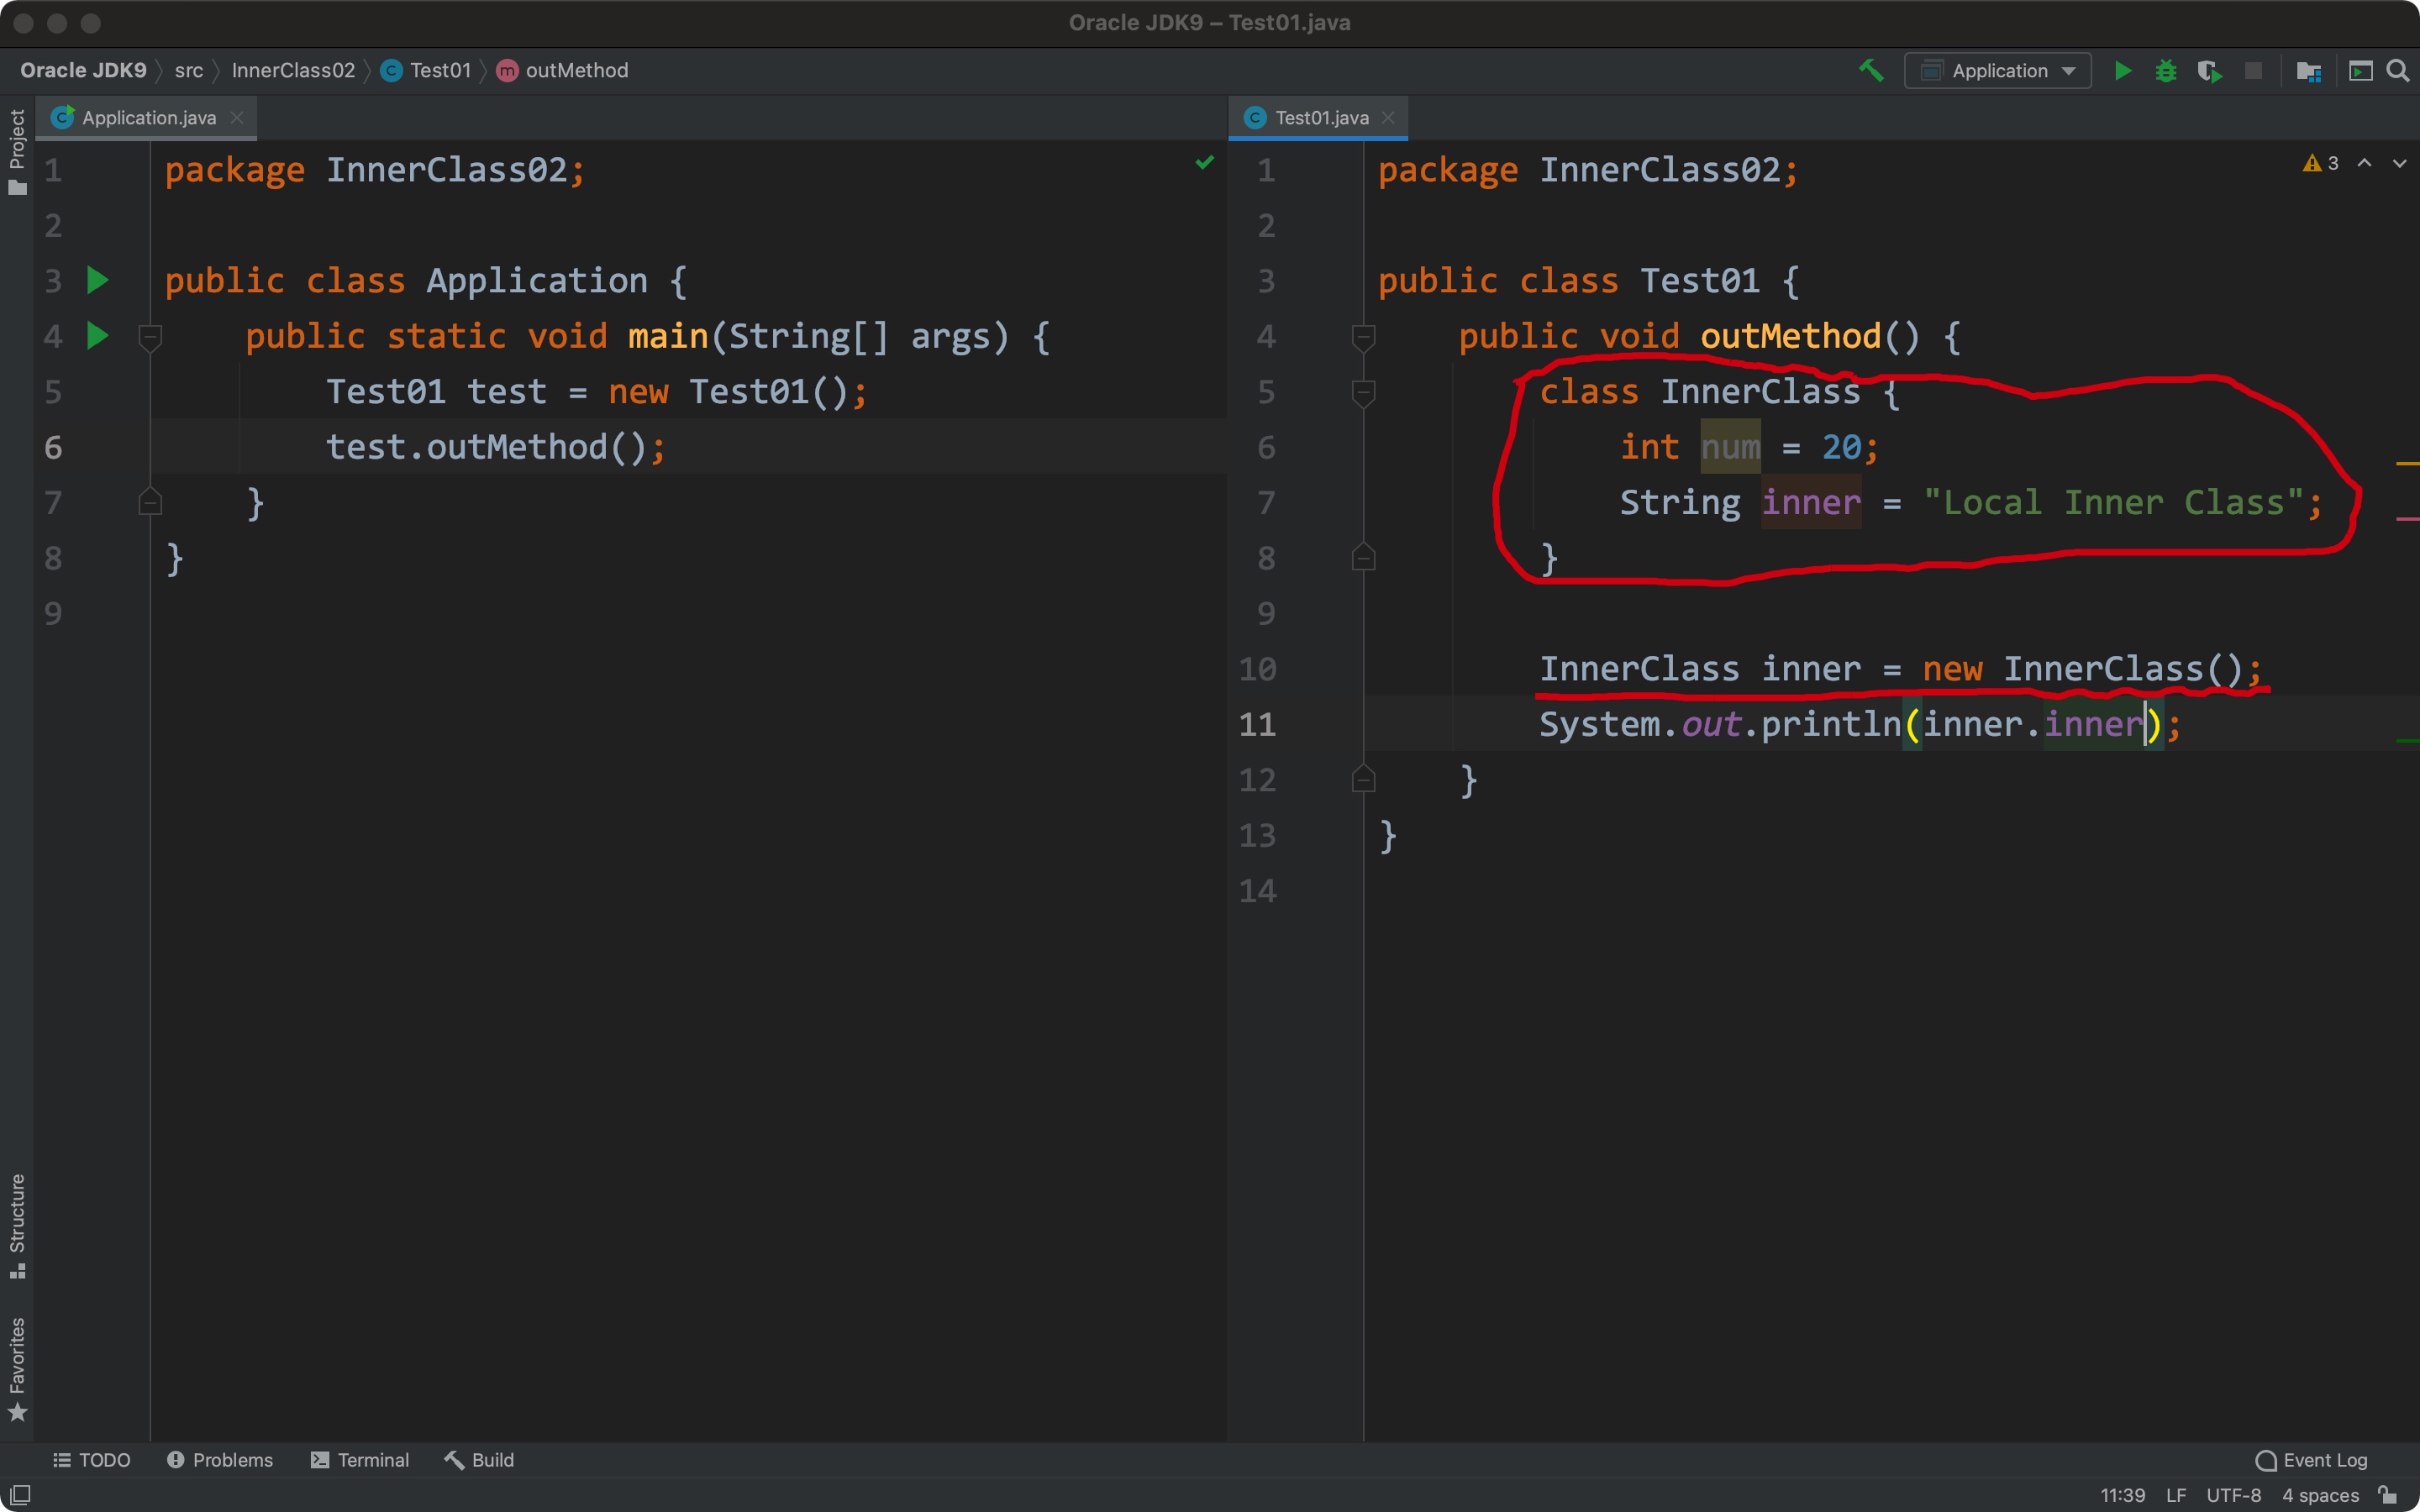 Oracle JDK9 – Test01.java
Oracle JDK9 src InnerClass02 C Test01 m outMethod
Application
Project
C Application.java
C Test01.java
1 package InnerClass02;
2
3 public class Application {
4 public static void main(String[] args) {
5 Test01 test = new Test01();
6 test.outMethod();
7 }
8 }
9
1 package InnerClass02;
3
2
3 public class Test01 {
4 public void outMethod() {
5 class InnerClass {
6 int num = 20;
7 String inner = "Local Inner Class";
8 }
9
10 InnerClass inner = new InnerClass();
11 System.out.println(inner.inner);
12 }
13 }
14
Structure
Favorites
TODO Problems Terminal Build Event Log
11:39 LF UTF-8 4 spaces